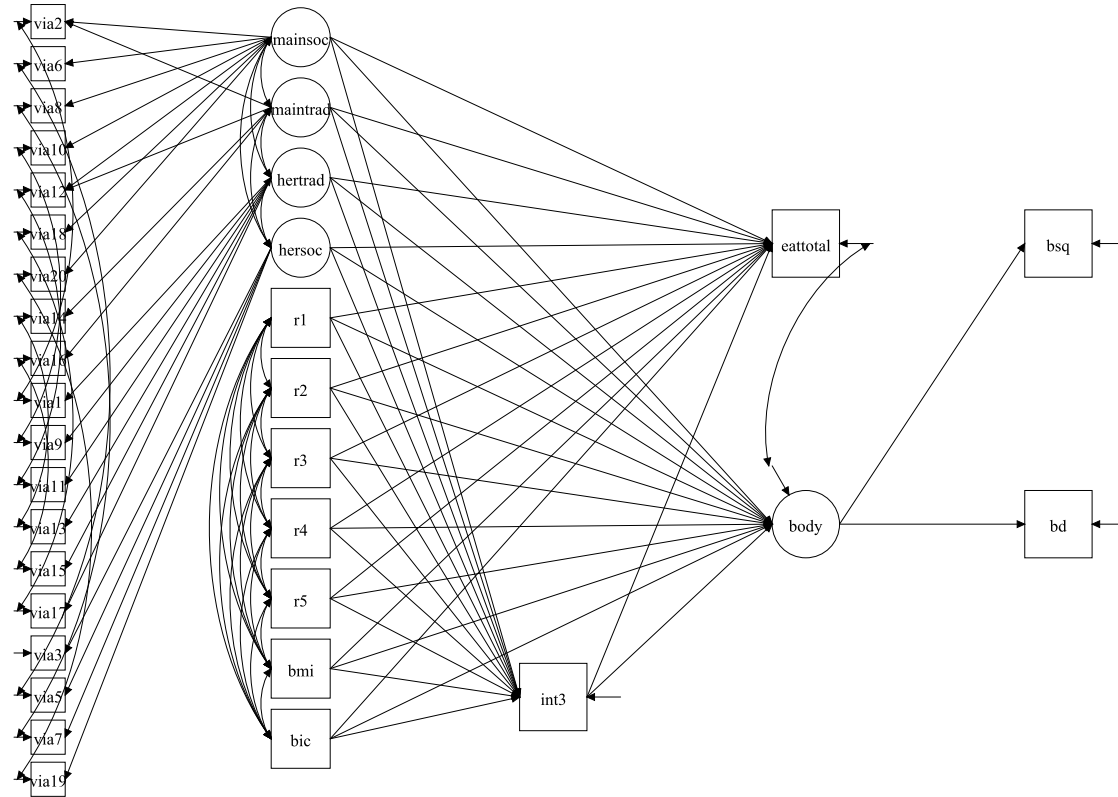 via2
via6
via8
via10
via12
via18
via20
via14
via16
via1
via9
via11
via13
via15
via17
via3
via5
via7
via19
mainsoc
maintrad
hertrad
hersoc
r1
r2
r3
r4
r5
bmi
bic
int3
eattotal
body
bsq
bd